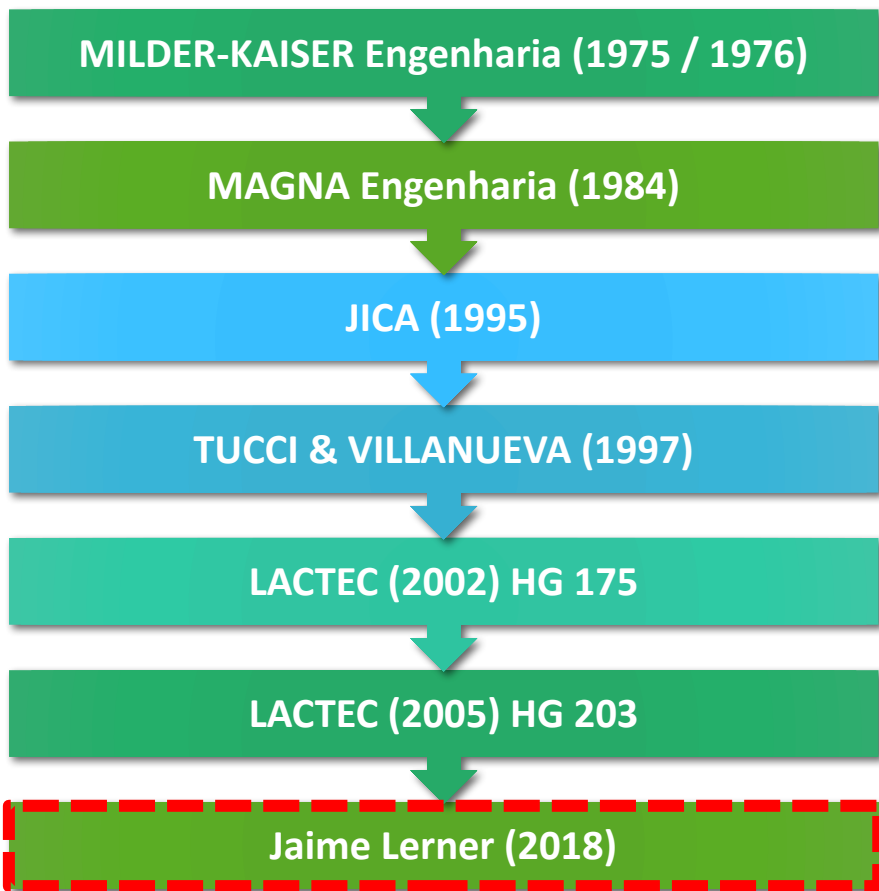 MILDER-KAISER Engenharia (1975 / 1976)
MAGNA Engenharia (1984)
JICA (1995)
TUCCI & VILLANUEVA (1997)
LACTEC (2002) HG 175
LACTEC (2005) HG 203
Jaime Lerner (2018)